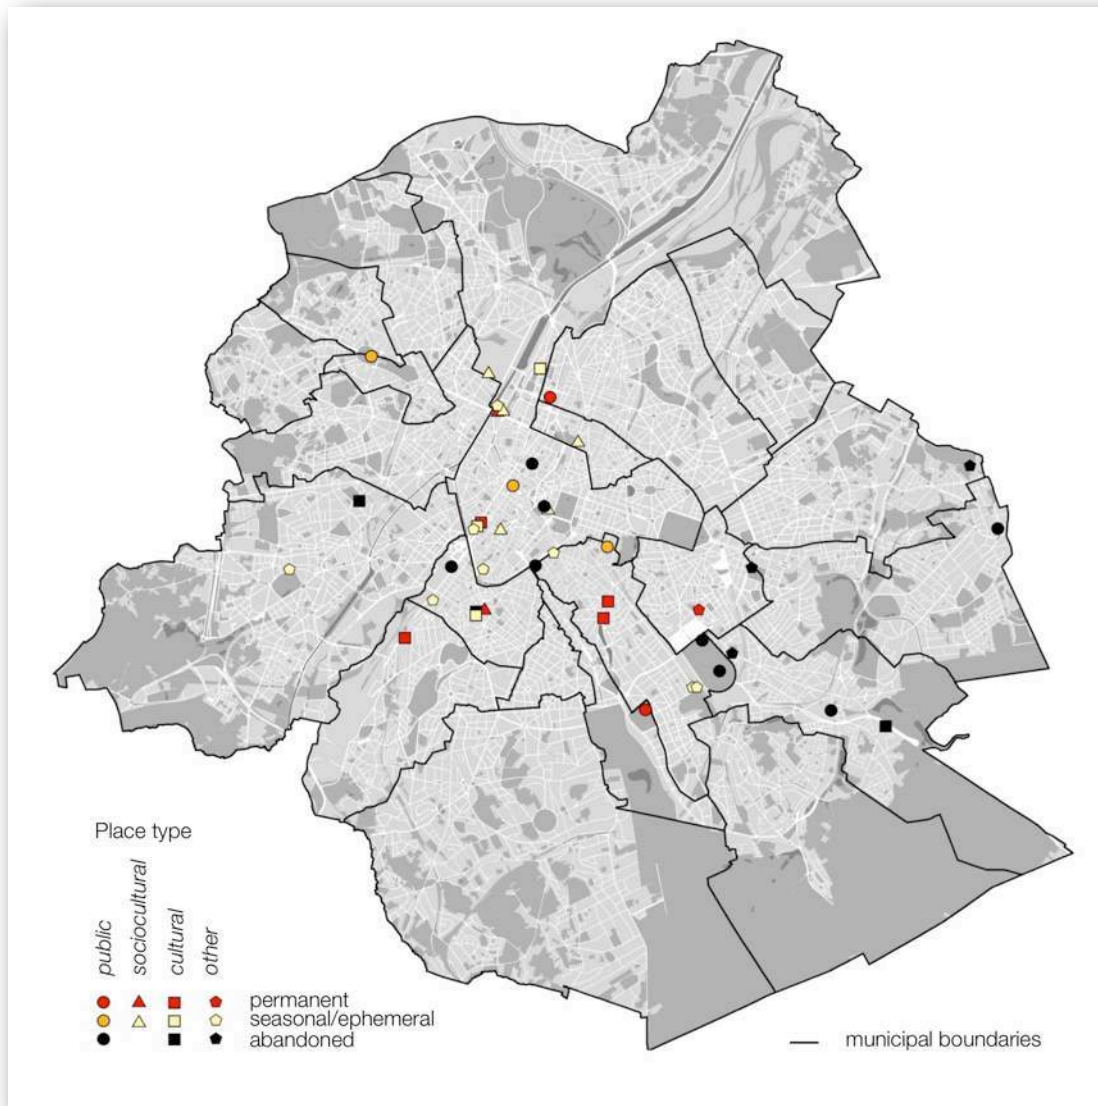 Place type
public
sociocultural
cultural
other
permanent
seasonal/ephemeral
abandoned
municipal boundaries